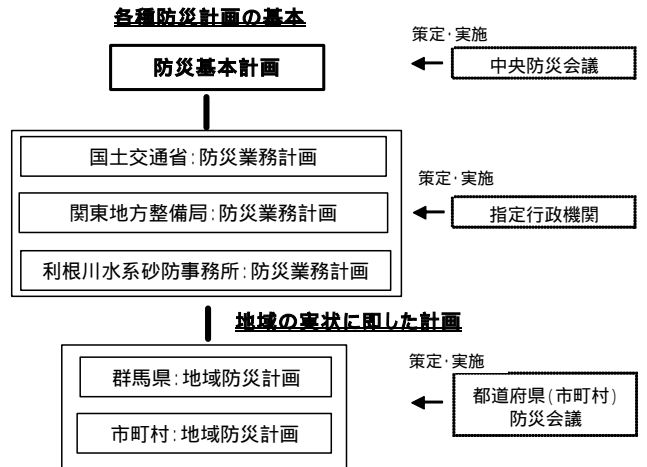 各種防災計画の基本
防災基本計画
策定・実施
中央防災会議
国土交通省:防災業務計画
関東地方整備局:防災業務計画
利根川水系砂防事務所:防災業務計画
策定・実施
指定行政機関
地域の実状に即した計画
群馬県:地域防災計画
市町村:地域防災計画
策定・実施
都道府県(市町村)
防災会議